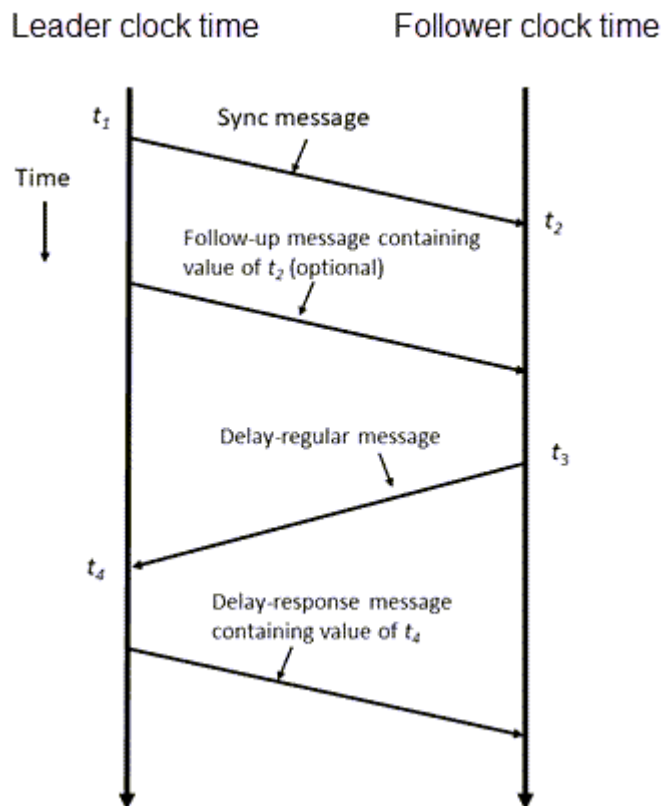 Leader clock time
Follower clock time
t1
Sync message
Time
t2
Follow-up message containing
value of t2 (optional)
Delay-regular message
t3
t4
Delay-response message
containing value of t4